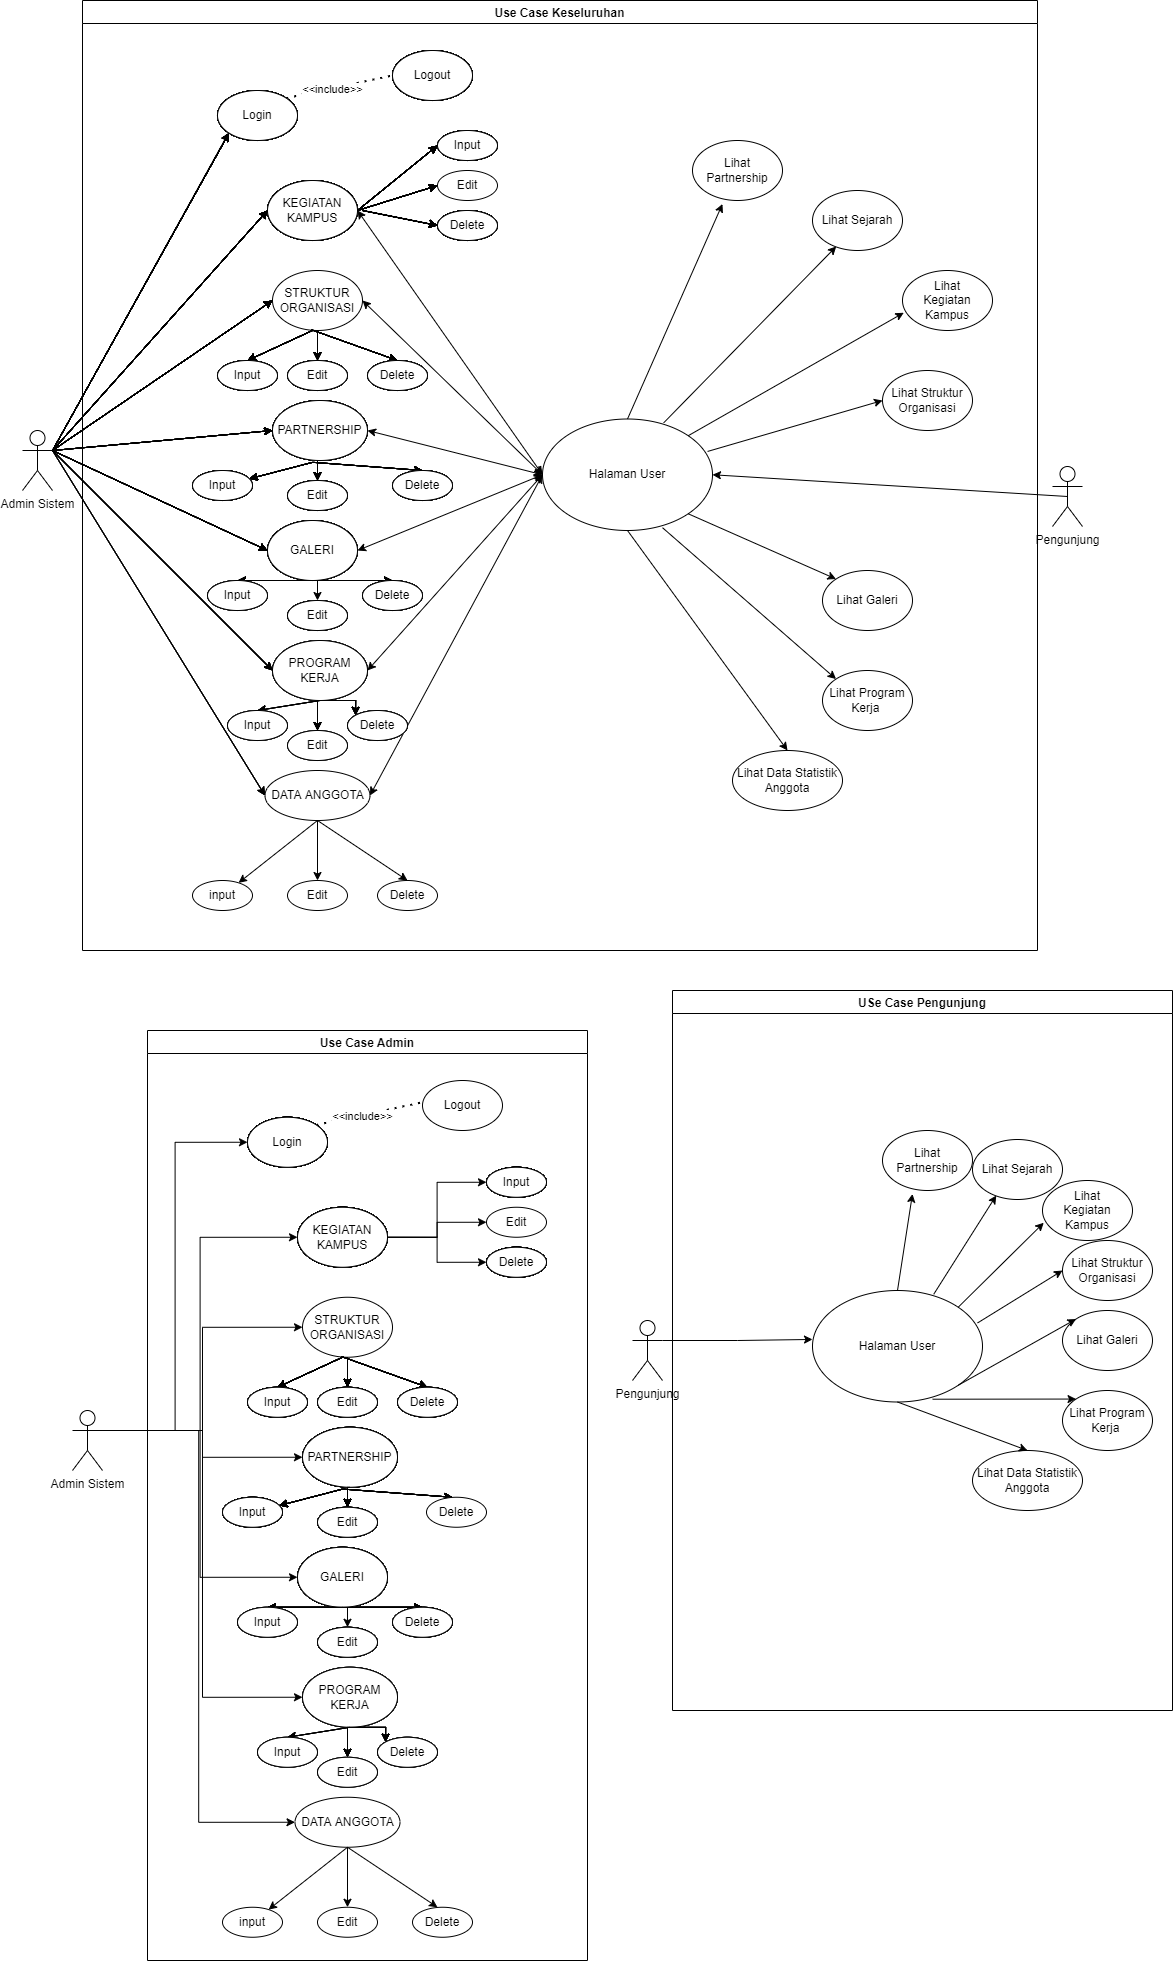 Use Case Keseluruhan
Logout
<<include>>
Login
Input
Edit
Delete
KEGIATAN
KAMPUS
STRUKTUR
ORGANISASI
Input
Edit
Delete
PARTNERSHIP
Input
Edit
Delete
GALERI
Input
Edit
Delete
PROGRAM
KERJA
Input
Edit
Delete
DATA ANGGOTA
input
Edit
Delete
Admin Sistem
Halaman User
Lihat
Partnership
Lihat Sejarah
Lihat
Kegiatan
Kampus
Lihat Struktur
Organisasi
Pengunjung
Lihat Galeri
Lihat Program
Kerja
Lihat Data Statistik
Anggota
Use Case Admin
Logout
<<include>>
Login
Input
Edit
Delete
KEGIATAN
KAMPUS
STRUKTUR
ORGANISASI
Input
Edit
Delete
PARTNERSHIP
Input
Edit
Delete
GALERI
Input
Edit
Delete
PROGRAM
KERJA
Input
Edit
Delete
DATA ANGGOTA
input
Edit
Delete
Admin Sistem
USe Case Pengunjung
Lihat
Partnership
Lihat Sejarah
Lihat
Kegiatan
Kampus
Lihat Struktur
Organisasi
Lihat Galeri
Lihat Program
Kerja
Lihat Data Statistik
Anggota
Halaman User
Pengunjung